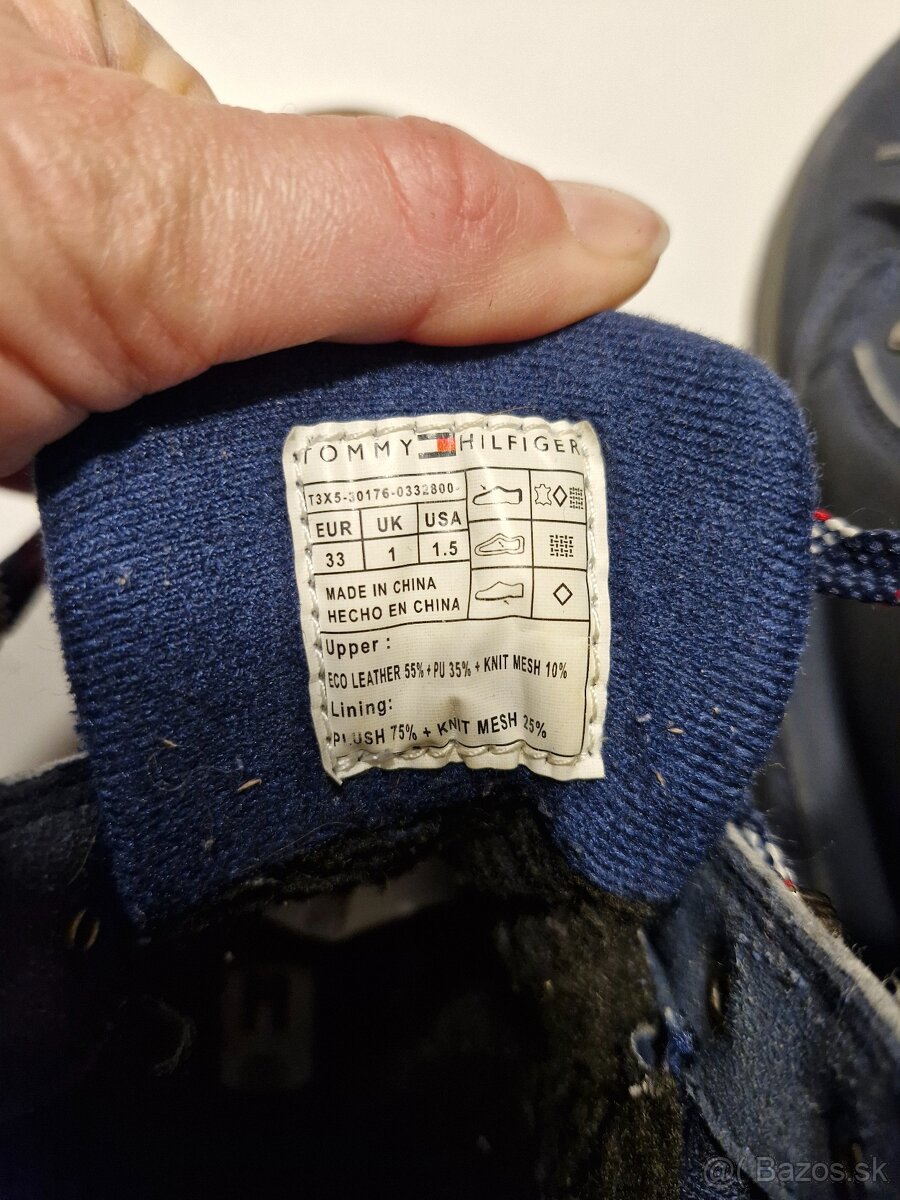 TOMMY HILFIGER
T3X5-30176-0332800-
EUR UK USA
33 1 1.5
MADE IN CHINA
HECHO EN CHINA
Upper :
ECO LEATHER 55% + PU 35% + KNIT MESH 10%
Lining:
PLUSH 75% + KNIT MESH 25%
Bazos.sk